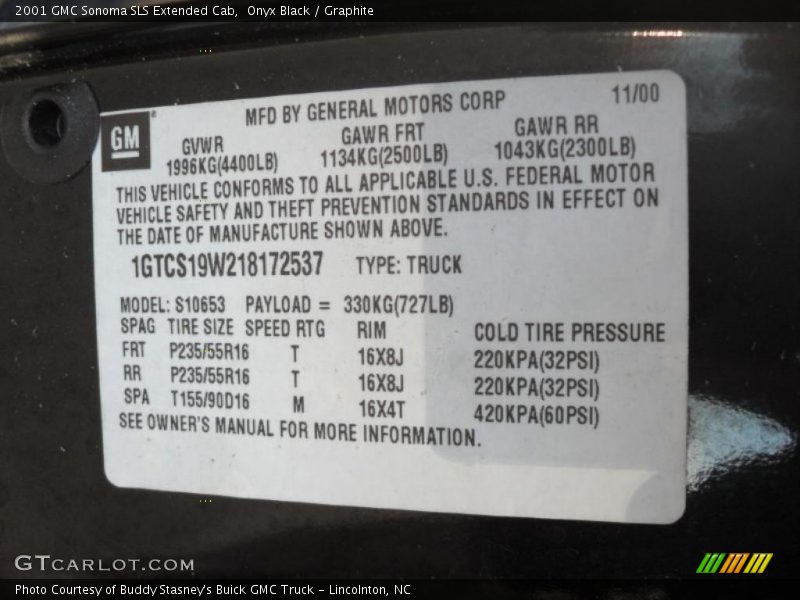 2001 GMC Sonoma SLS Extended Cab,  Onyx Black / Graphite
GM
MFD BY GENERAL MOTORS CORP 11/00
GVWR GAWR FRT GAWR RR
1996KG(4400LB) 1134KG(2500LB) 1043KG(2300LB)
THIS VEHICLE CONFORMS TO ALL APPLICABLE U.S. FEDERAL MOTOR
VEHICLE SAFETY AND THEFT PREVENTION STANDARDS IN EFFECT ON
THE DATE OF MANUFACTURE SHOWN ABOVE.
1GTCS19W218172537 TYPE: TRUCK
MODEL: S10653 PAYLOAD = 330KG(727LB)
SPAG TIRE SIZE SPEED RTG RIM COLD TIRE PRESSURE
FRT P235/55R16 T 16X8J 220KPA(32PSI)
RR P235/55R16 T 16X8J 220KPA(32PSI)
SPA T155/90D16 M 16X4T 420KPA(60PSI)
SEE OWNER'S MANUAL FOR MORE INFORMATION.
GTCARLOT.COM
Photo Courtesy of Buddy Stasney's Buick GMC Truck - Lincolnton, NC